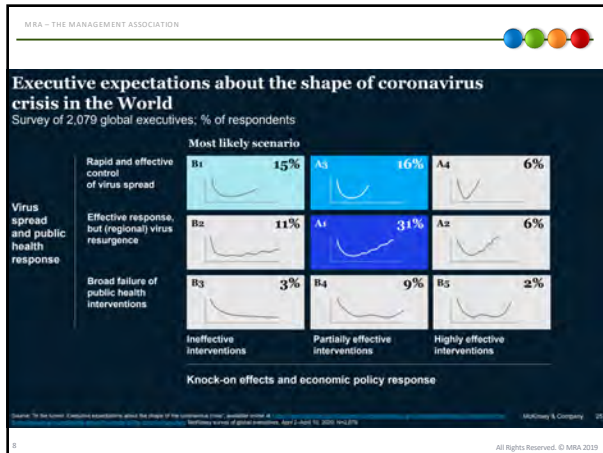 MRA – THE MANAGEMENT ASSOCIATION
Executive expectations about the shape of coronavirus
crisis in the World
Survey of 2,079 global executives; % of respondents
Most likely scenario
Virus
spread
and public
health
response
Rapid and effective
control
of virus spread
B1 15%
A3 16%
A4 6%
Effective response,
but (regional) virus
resurgence
B2 11%
A1 31%
A2 6%
Broad failure of
public health
interventions
B3 3%
B4 9%
B5 2%
Ineffective
interventions
Partially effective
interventions
Highly effective
interventions
Knock-on effects and economic policy response
McKinsey & Company 25
8
All Rights Reserved. © MRA 2019